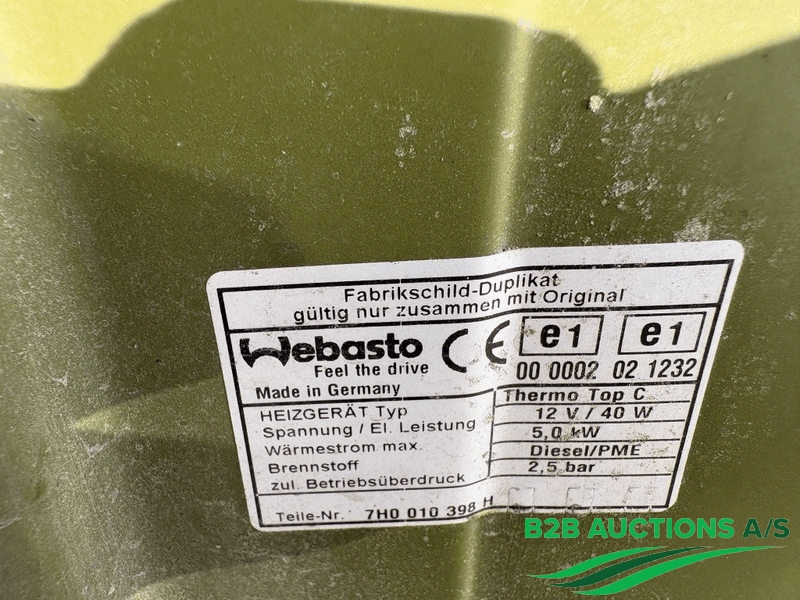 Fabrikschild-Duplikat
gültig nur zusammen mit Original
Webasto CE e1 e1
Feel the drive 00 0002 02 1232
Made in Germany
HEIZGERÄT Typ Thermo Top C
Spannung / El. Leistung 12 V / 40 W
Wärmestrom max. 5,0 kW
Brennstoff Diesel/PME
zul. Betriebsüberdruck 2,5 bar
Teile-Nr. 7H0 010 398 H
B2B AUCTIONS A/S